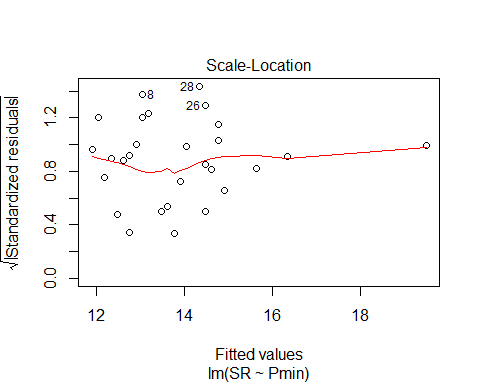 Scale-Location
√|Standardized residuals|
0.0 0.4 0.8 1.2
8
28
26
12 14 16 18
Fitted values
lm(SR ~ Pmin)